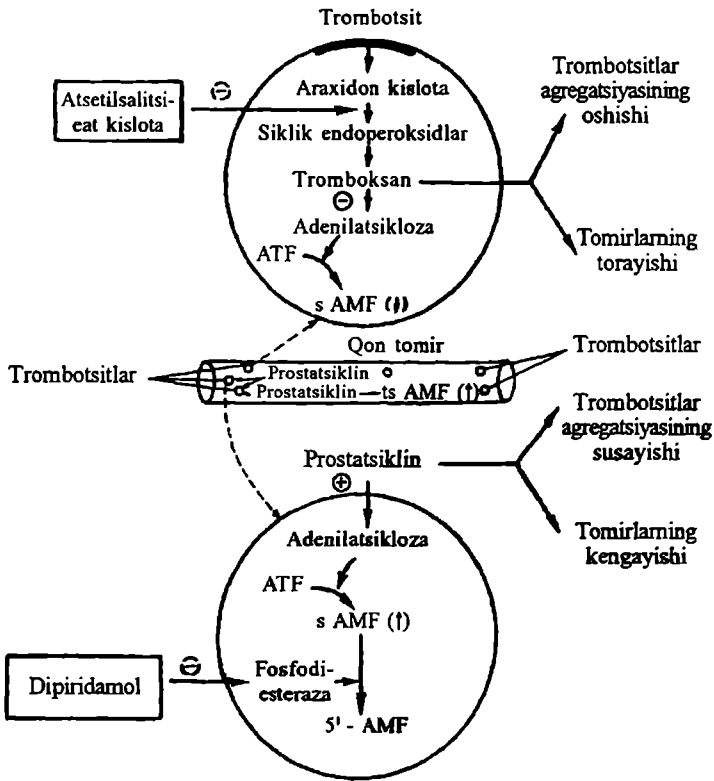 Trombotsit
Araxidon kislota
Atsetilsalitsi-
eat kislota
⊖
Siklik endoperoksidlar
Tromboksan
⊖
Adenilatsikloza
ATF
s AMF (↓)
Trombotsitlar
agregatsiyasining
oshishi
Tomirlarning
torayishi
Qon tomir
Trombotsitlar
Trombotsitlar
Prostatsiklin
Prostatsiklin—ts AMF (↑)
Prostatsiklin
⊕
Trombotsitlar
agregatsiyasining
susayishi
Tomirlarning
kengayishi
Adenilatsikloza
ATF
s AMF (↑)
Dipiridamol
⊖
Fosfodi-
esteraza
5' - AMF